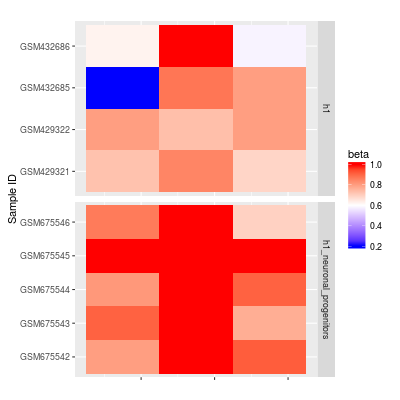 Sample ID
GSM432686
GSM432685
GSM429322
GSM429321
h1
GSM675546
GSM675545
GSM675544
GSM675543
GSM675542
h1_neuronal_progenitors
beta
1.0
0.8
0.6
0.4
0.2